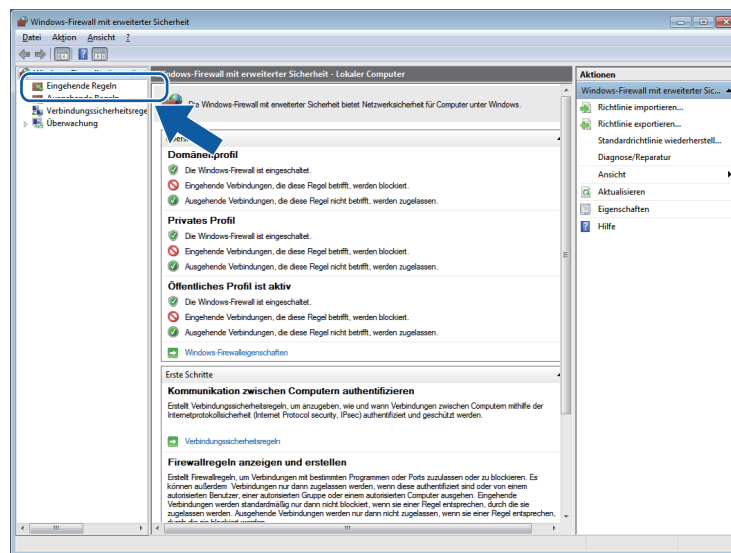 Windows-Firewall mit erweiterter Sicherheit
Datei Aktion Ansicht ?
Eingehende Regeln
Ausgehende Regeln
Verbindungssicherheitsrege
Überwachung
dows-Firewall mit erweiterter Sicherheit - Lokaler Computer
Die Windows-Firewall mit erweiterter Sicherheit bietet Netzwerksicherheit für Computer unter Windows.
Domänenprofil
Die Windows-Firewall ist eingeschaltet.
Eingehende Verbindungen, die diese Regel betrifft, werden blockiert.
Ausgehende Verbindungen, die diese Regel nicht betrifft, werden zugelassen.
Privates Profil
Die Windows-Firewall ist eingeschaltet.
Eingehende Verbindungen, die diese Regel betrifft, werden blockiert.
Ausgehende Verbindungen, die diese Regel nicht betrifft, werden zugelassen.
Öffentliches Profil ist aktiv
Die Windows-Firewall ist eingeschaltet.
Eingehende Verbindungen, die diese Regel betrifft, werden blockiert.
Ausgehende Verbindungen, die diese Regel nicht betrifft, werden zugelassen.
Windows-Firewalleigenschaften
Erste Schritte
Kommunikation zwischen Computern authentifizieren
Erstellt Verbindungssicherheitsregeln, um anzugeben, wie und wann Verbindungen zwischen Computern mithilfe der
Internetprotokollsicherheit (Internet Protocol security, IPsec) authentifiziert und geschützt werden.
Verbindungssicherheitsregeln
Firewallregeln anzeigen und erstellen
Erstellt Firewallregeln, um Verbindungen mit bestimmten Programmen oder Ports zuzulassen oder zu blockieren. Es
können außerdem Verbindungen nur dann zugelassen werden, wenn diese authentifiziert sind oder von einem
autorisierten Benutzer, einer autorisierten Gruppe oder einem autorisierten Computer ausgehen. Eingehende
Verbindungen werden standardmäßig nur dann nicht blockiert, wenn sie einer Regel entsprechen, durch die sie
zugelassen werden. Ausgehende Verbindungen werden nur dann nicht zugelassen, wenn sie einer Regel entsprechen,
durch die sie blockiert werden.
Aktionen
Windows-Firewall mit erweiterter Sic...
Richtlinie importieren...
Richtlinie exportieren...
Standardrichtlinie wiederherstell...
Diagnose/Reparatur
Ansicht
Aktualisieren
Eigenschaften
Hilfe